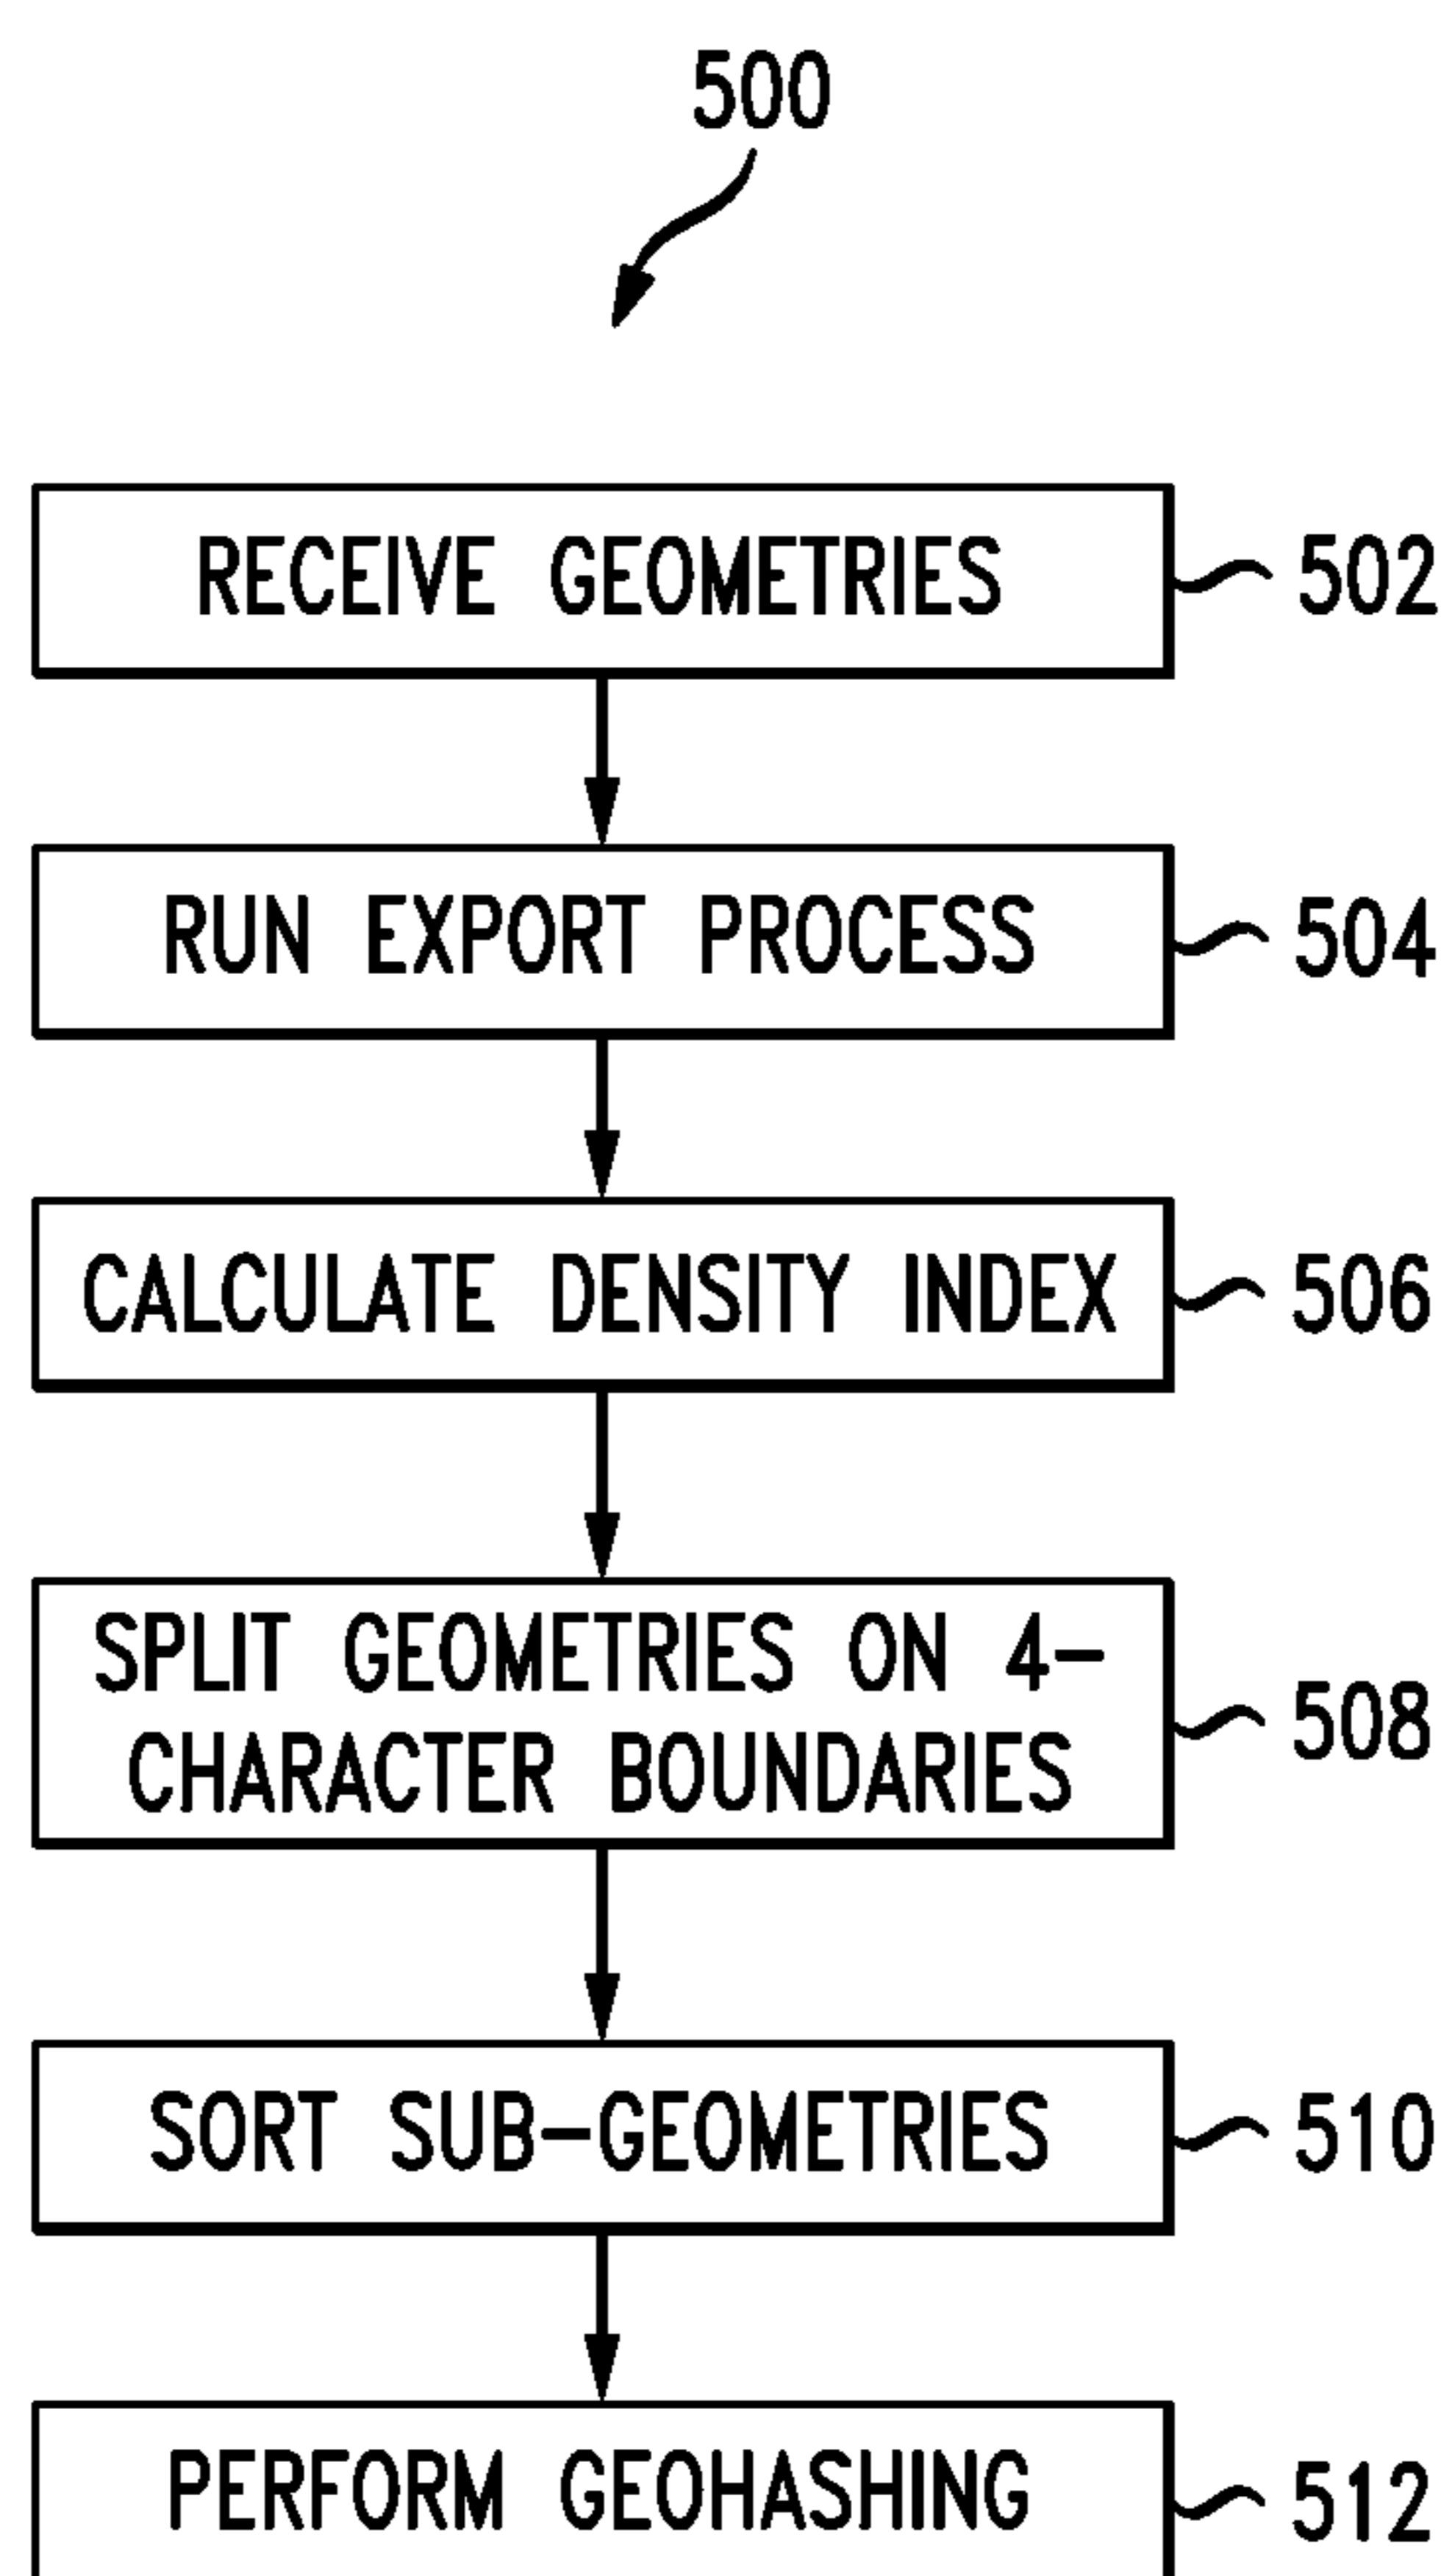 500
RECEIVE GEOMETRIES 502
RUN EXPORT PROCESS 504
CALCULATE DENSITY INDEX 506
SPLIT GEOMETRIES ON 4-
CHARACTER BOUNDARIES 508
SORT SUB-GEOMETRIES 510
PERFORM GEOHASHING 512